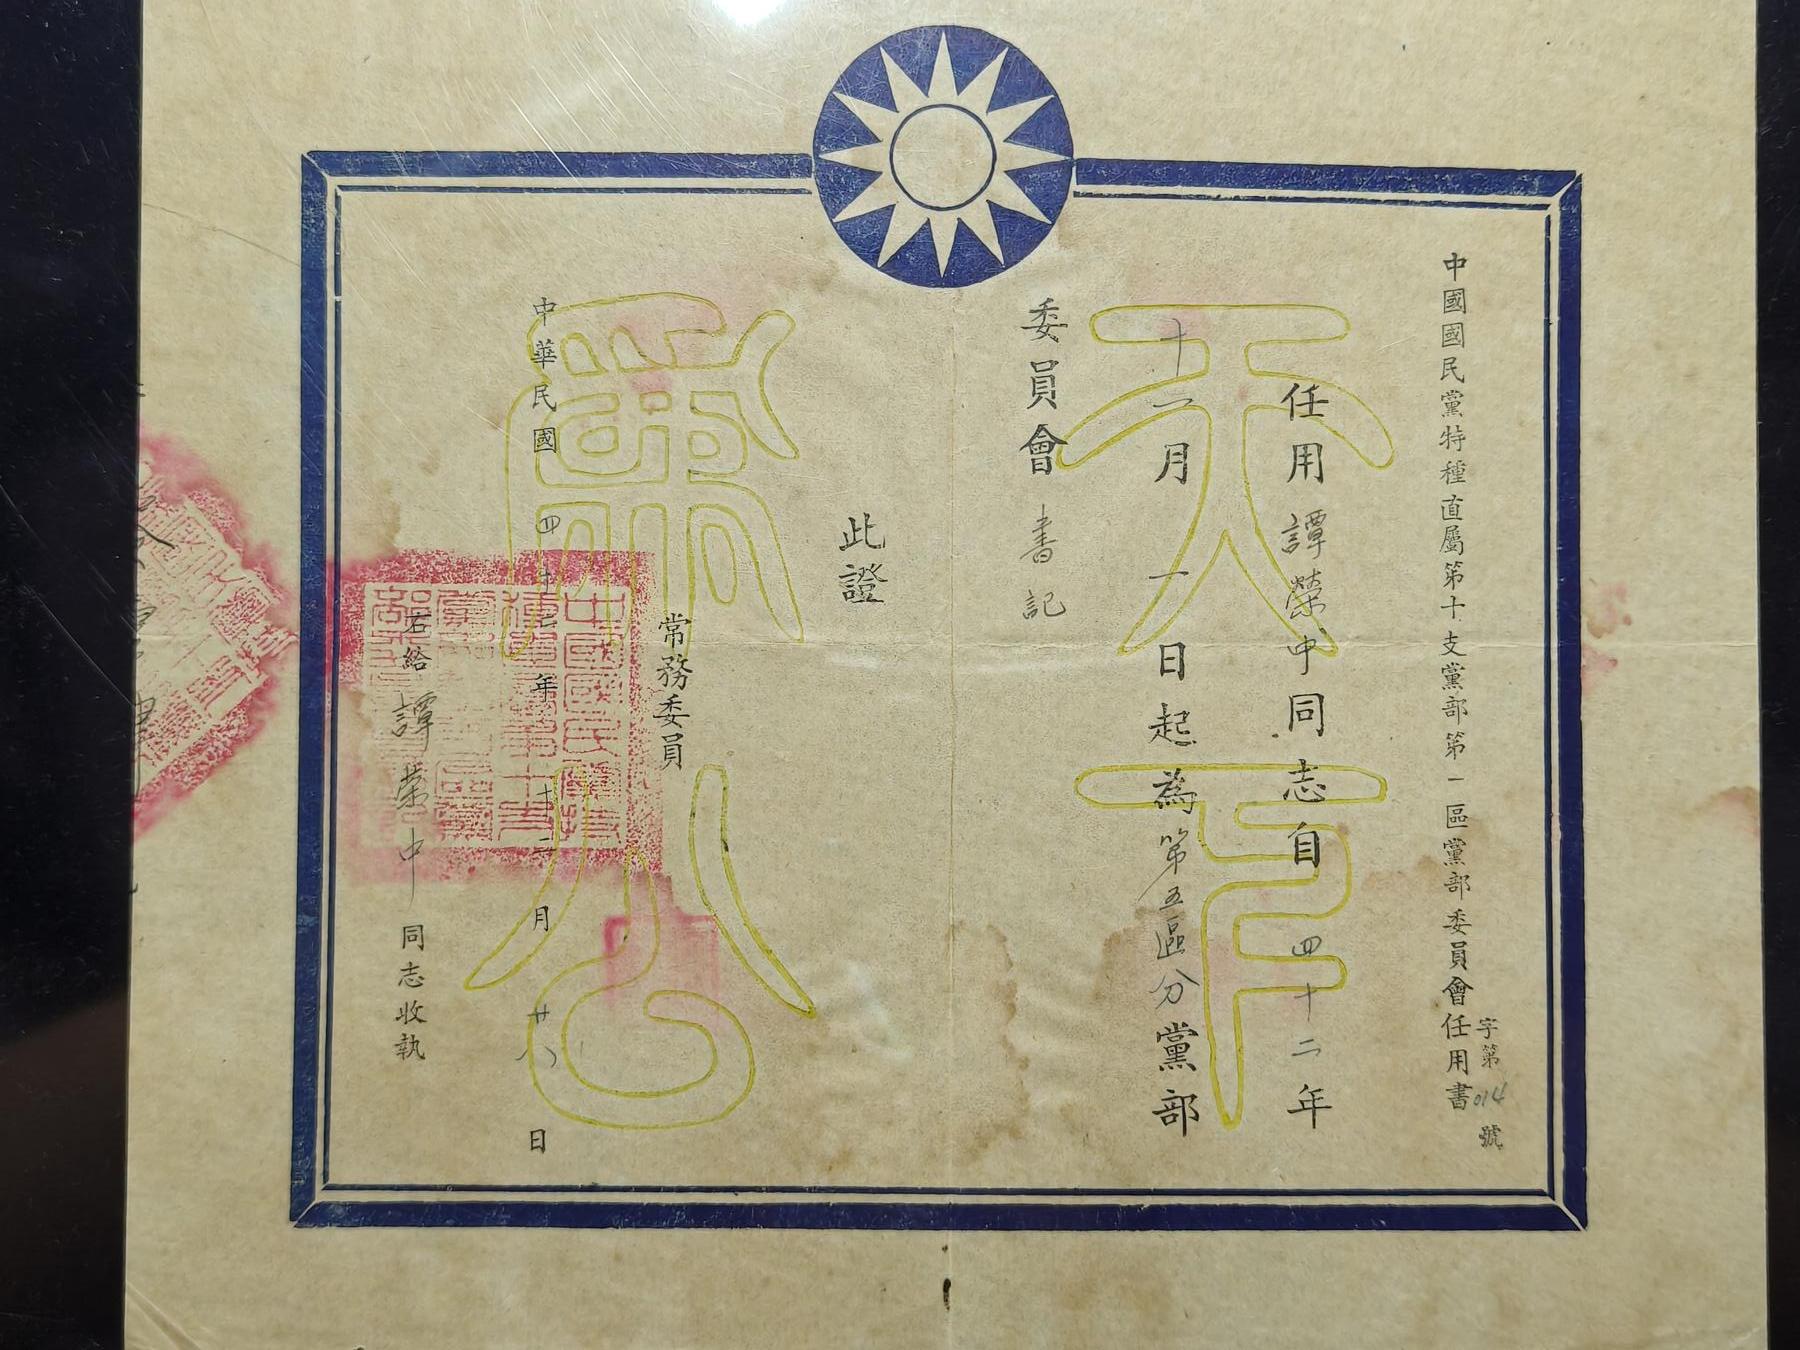 中國國民黨特種直屬第十支黨部第一區黨部委員會任用書
字第014號
任用譚榮中同志自四十二年
十一月一日起為第五區分黨部
委員會書記
此證
常務委員
中華民國四十二年十二月廿八日
右給譚榮中同志收執
天下為公